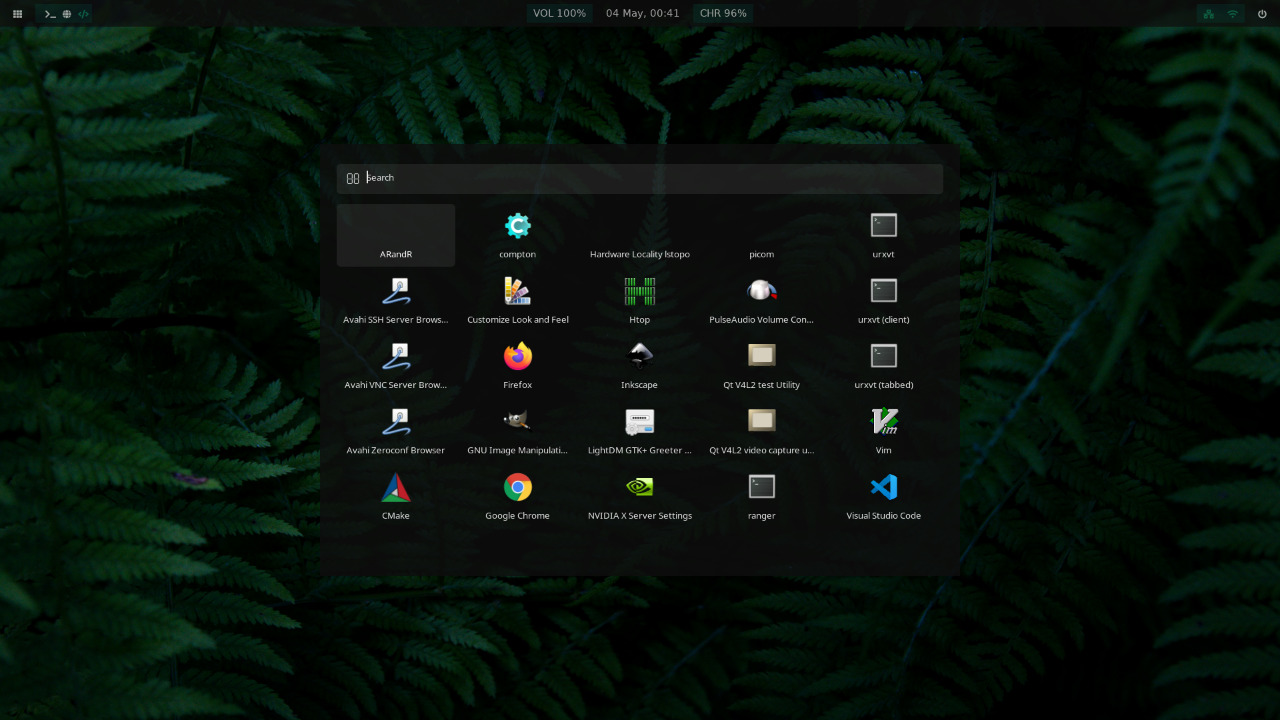 VOL 100% 04 May, 00:41 CHR 96%
Search
ARandR compton Hardware Locality lstopo picom urxvt
Avahi SSH Server Brows... Customize Look and Feel Htop PulseAudio Volume Con... urxvt (client)
Avahi VNC Server Brow... Firefox Inkscape Qt V4L2 test Utility urxvt (tabbed)
Avahi Zeroconf Browser GNU Image Manipulati... LightDM GTK+ Greeter ... Qt V4L2 video capture u... Vim
CMake Google Chrome NVIDIA X Server Settings ranger Visual Studio Code